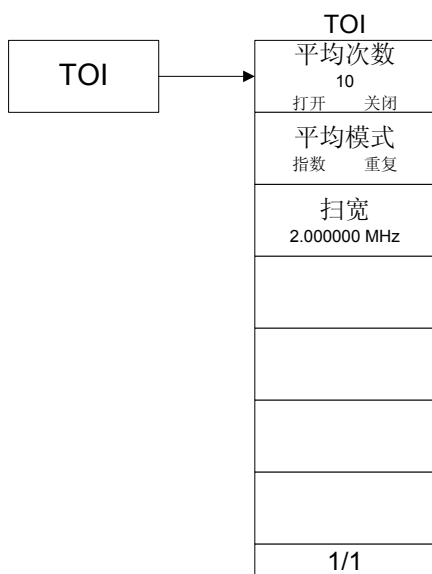 TOI
TOI
平均次数
10
打开 关闭
平均模式
指数 重复
扫宽
2.000000 MHz
1/1